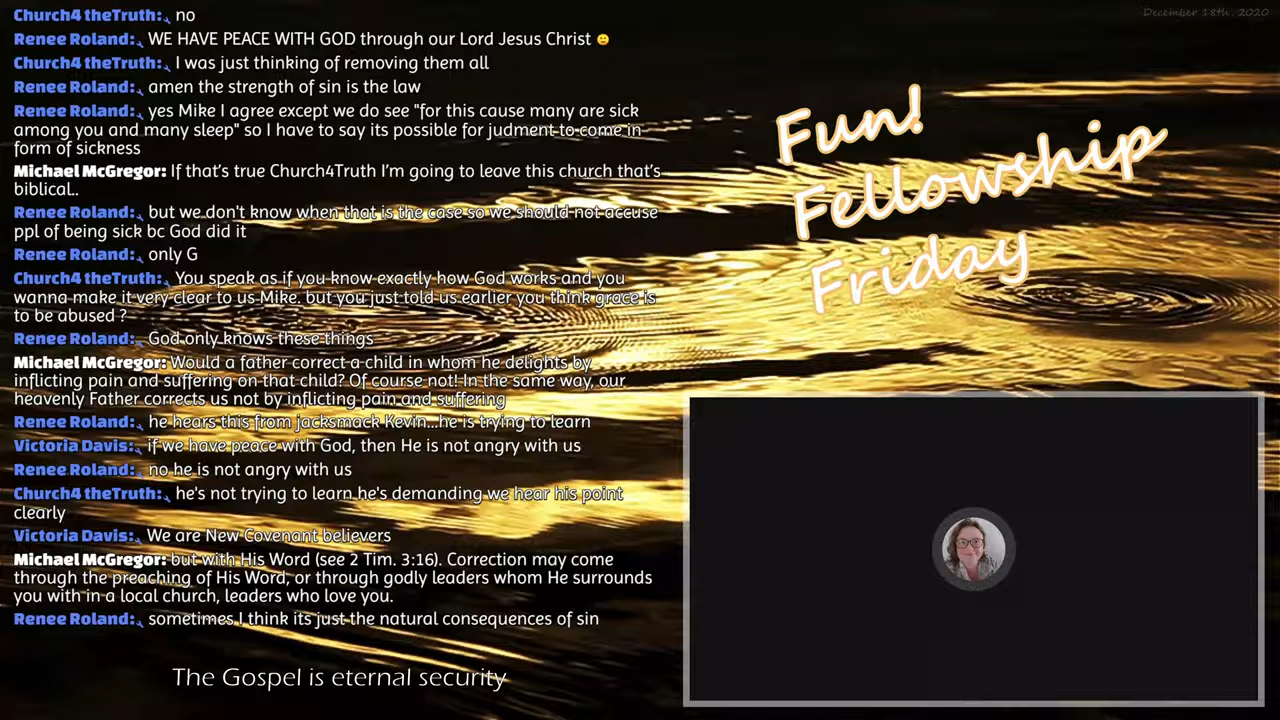 Church4 theTruth: no
Renee Roland: WE HAVE PEACE WITH GOD through our Lord Jesus Christ 🙂
Church4 theTruth: I was just thinking of removing them all
Renee Roland: amen the strength of sin is the law
Renee Roland: yes Mike I agree except we do see "for this cause many are sick
among you and many sleep" so I have to say its possible for judgment to come in
form of sickness
Michael McGregor: If that's true Church4Truth I'm going to leave this church that's
biblical..
Renee Roland: but we don't know when that is the case so we should not accuse
ppl of being sick bc God did it
Renee Roland: only G
Church4 theTruth: You speak as if you know exactly how God works and you
wanna make it very clear to us Mike. but you just told us earlier you think grace is
to be abused ?
Renee Roland: God only knows these things
Michael McGregor: Would a father correct a child in whom he delights by
inflicting pain and suffering on that child? Of course not! In the same way, our
heavenly Father corrects us not by inflicting pain and suffering
Renee Roland: he hears this from jacksmack Kevin...he is trying to learn
Victoria Davis: if we have peace with God, then He is not angry with us
Renee Roland: no he is not angry with us
Church4 theTruth: he's not trying to learn he's demanding we hear his point
clearly
Victoria Davis: We are New Covenant believers
Michael McGregor: but with His Word (see 2 Tim. 3:16). Correction may come
through the preaching of His Word, or through godly leaders whom He surrounds
you with in a local church, leaders who love you.
Renee Roland: sometimes I think its just the natural consequences of sin
The Gospel is eternal security
December 18th, 2020
Fun!
Fellowship
Friday